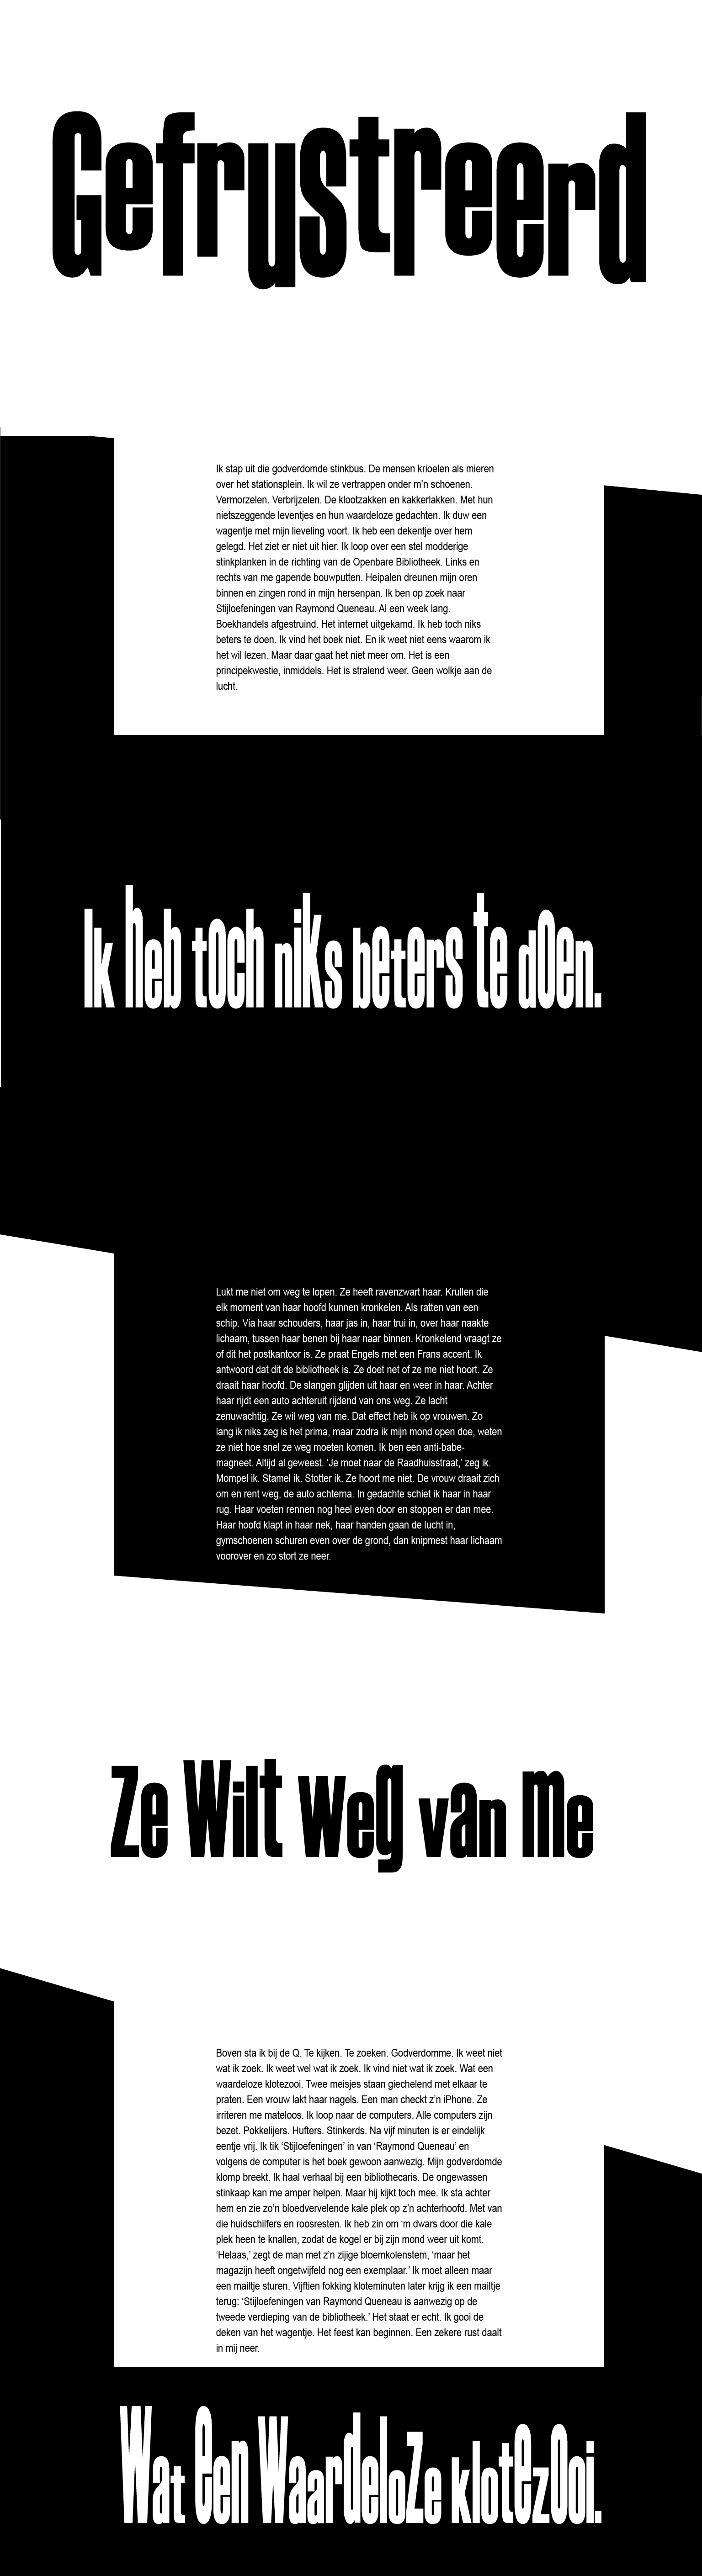 Gefrustreerd
Ik stap uit die godverdomde stinkbus. De mensen krioelen als mieren
over het stationsplein. Ik wil ze vertrappen onder m’n schoenen.
Vermorzelen. Verbrijzelen. De klootzakken en kakkerlakken. Met hun
nietszeggende leventjes en hun waardeloze gedachten. Ik duw een
wagentje met mijn lieveling voort. Ik heb een dekentje over hem
gelegd. Het ziet er niet uit hier. Ik loop over een stel modderige
stinkplanken in de richting van de Openbare Bibliotheek. Links en
rechts van me gapende bouwputten. Heipalen dreunen mijn oren
binnen en zingen rond in mijn hersenpan. Ik ben op zoek naar
Stijloefeningen van Raymond Queneau. Al een week lang.
Boekhandels afgestruind. Het internet uitgekamd. Ik heb toch niks
beters te doen. Ik vind het boek niet. En ik weet niet eens waarom ik
het wil lezen. Maar daar gaat het niet meer om. Het is een
principekwestie, inmiddels. Het is stralend weer. Geen wolkje aan de
lucht.
Ik heb toch niks beters te doen.
Lukt me niet om weg te lopen. Ze heeft ravenzwart haar. Krullen die
elk moment van haar hoofd kunnen kronkelen. Als ratten van een
schip. Via haar schouders, haar jas in, haar trui in, over haar naakte
lichaam, tussen haar benen bij haar naar binnen. Kronkelend vraagt ze
of dit het postkantoor is. Ze praat Engels met een Frans accent. Ik
antwoord dat dit de bibliotheek is. Ze doet net of ze me niet hoort. Ze
draait haar hoofd. De slangen glijden uit haar en weer in haar. Achter
haar rijdt een auto achteruit rijdend van ons weg. Ze lacht
zenuwachtig. Ze wil weg van me. Dat effect heb ik op vrouwen. Zo
lang ik niks zeg is het prima, maar zodra ik mijn mond open doe, weten
ze niet hoe snel ze weg moeten komen. Ik ben een anti-babe-
magneet. Altijd al geweest. ‘Je moet naar de Raadhuisstraat,’ zeg ik.
Mompel ik. Stamel ik. Stotter ik. Ze hoort me niet. De vrouw draait zich
om en rent weg, de auto achterna. In gedachte schiet ik haar in haar
rug. Haar voeten rennen nog heel even door en stoppen er dan mee.
Haar hoofd klapt in haar nek, haar handen gaan de lucht in,
gymschoenen schuren even over de grond, dan knipmest haar lichaam
voorover en zo stort ze neer.
Ze Wilt weg van me
Boven sta ik bij de Q. Te kijken. Te zoeken. Godverdomme. Ik weet niet
wat ik zoek. Ik weet wel wat ik zoek. Ik vind niet wat ik zoek. Wat een
waardeloze klotezooi. Twee meisjes staan giechelend met elkaar te
praten. Een vrouw lakt haar nagels. Een man checkt z’n iPhone. Ze
irriteren me mateloos. Ik loop naar de computers. Alle computers zijn
bezet. Pokkelijers. Hufters. Stinkerds. Na vijf minuten is er eindelijk
eentje vrij. Ik tik ‘Stijloefeningen’ in van ‘Raymond Queneau’ en
volgens de computer is het boek gewoon aanwezig. Mijn godverdomde
klomp breekt. Ik haal verhaal bij een bibliothecaris. De ongewassen
stinkaap kan me amper helpen. Maar hij kijkt toch mee. Ik sta achter
hem en zie zo’n bloedvervelende kale plek op z’n achterhoofd. Met van
die huidschilfers en roosresten. Ik heb zin om ‘m dwars door die kale
plek heen te knallen, zodat de kogel er bij zijn mond weer uit komt.
‘Helaas,’ zegt de man met z’n zijige bloemkolenstem, ‘maar het
magazijn heeft ongetwijfeld nog een exemplaar.’ Ik moet alleen maar
een mailtje sturen. Vijftien fokking kloteminuten later krijg ik een mailtje
terug: ‘Stijloefeningen van Raymond Queneau is aanwezig op de
tweede verdieping van de bibliotheek.’ Het staat er echt. Ik gooi de
deken van het wagentje. Het feest kan beginnen. Een zekere rust daalt
in mij neer.
Wat een WaardeloZe klotezOoi.